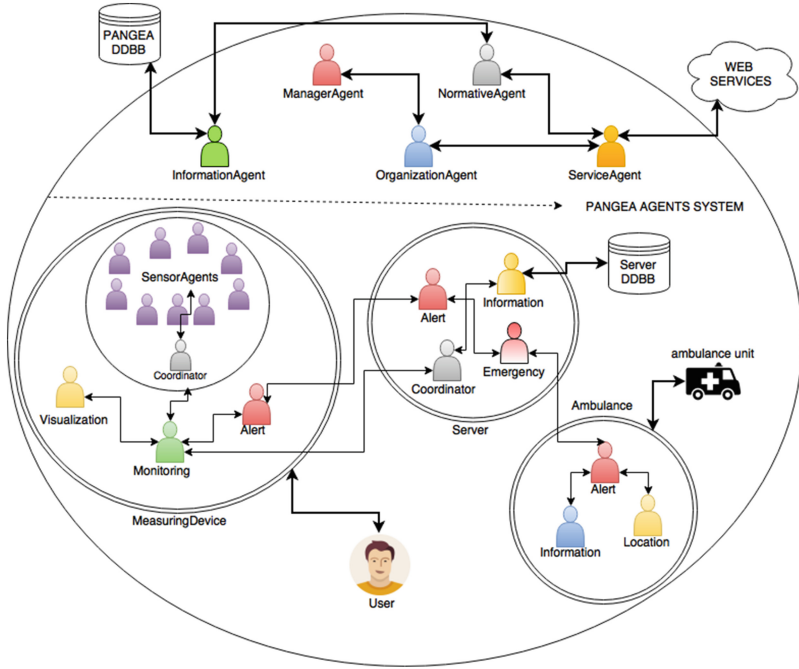 PANGEA
DDBB
ManagerAgent
NormativeAgent
WEB
SERVICES
InformationAgent
OrganizationAgent
ServiceAgent
PANGEA AGENTS SYSTEM
SensorAgents
Coordinator
Visualization
Alert
Monitoring
MeasuringDevice
Alert
Information
Coordinator
Emergency
Server
Server
DDBB
ambulance unit
Ambulance
Alert
Information
Location
User